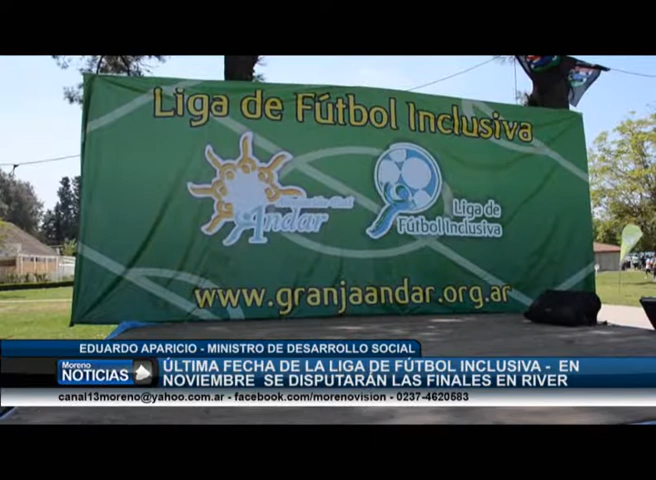 Liga de Fútbol Inclusiva
Asociación Civil
Andar
Liga de
Fútbol Inclusiva
www.granjaandar.org.ar
EDUARDO APARICIO - MINISTRO DE DESARROLLO SOCIAL
Moreno
NOTICIAS
ÚLTIMA FECHA DE LA LIGA DE FÚTBOL INCLUSIVA - EN
NOVIEMBRE SE DISPUTARÁN LAS FINALES EN RIVER
canal13moreno@yahoo.com.ar - facebook.com/morenovision - 0237-4620583